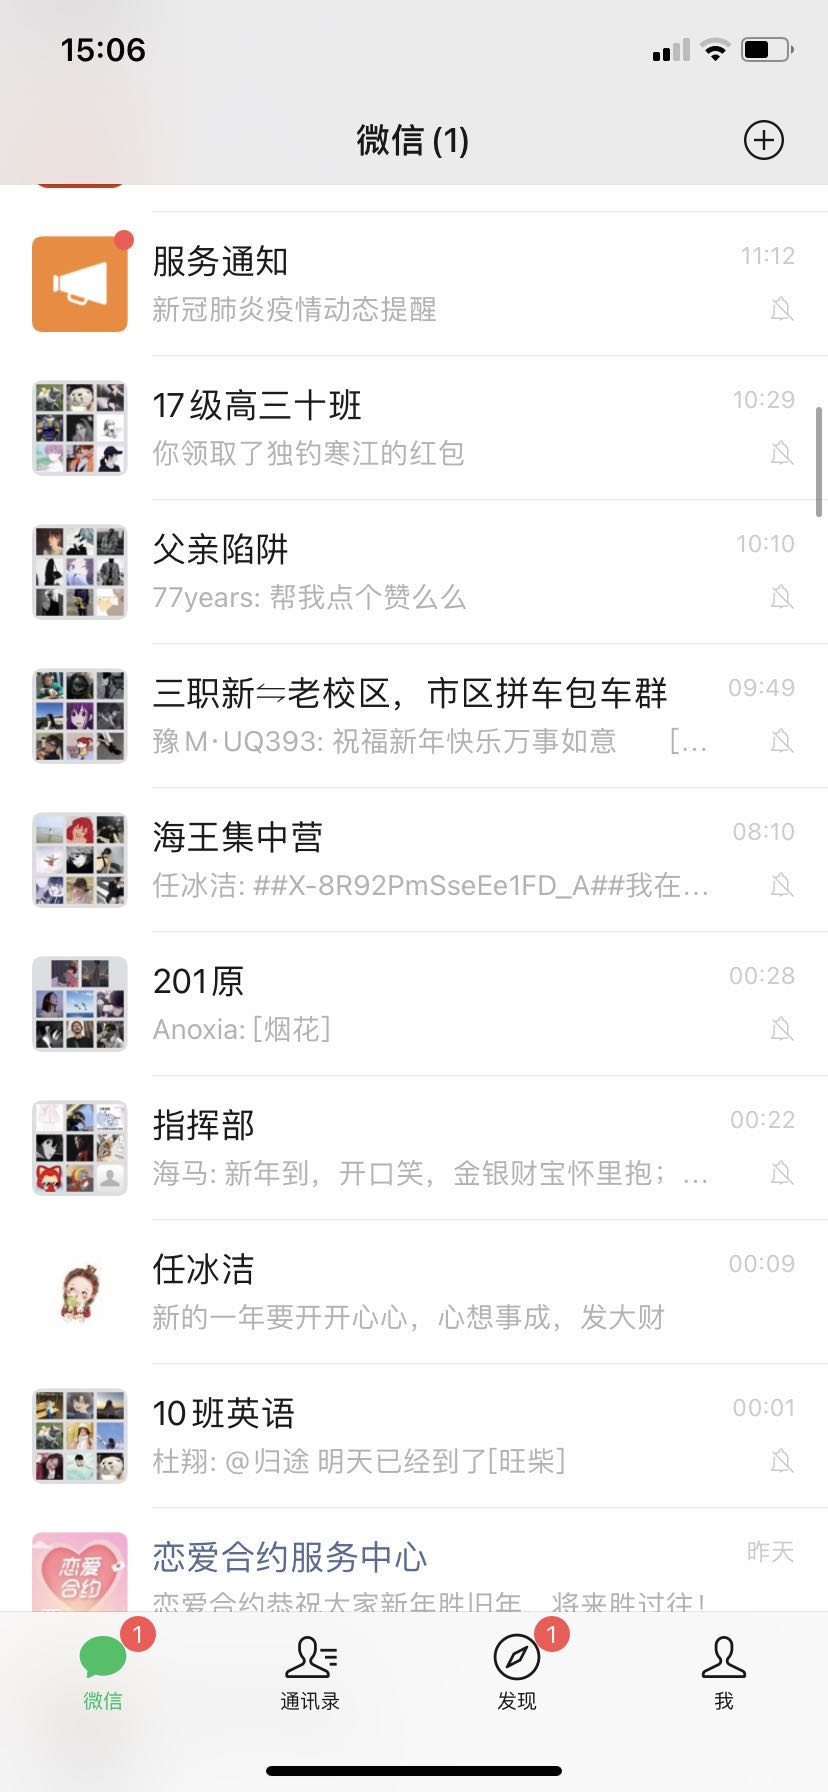 15:06
微信(1)
服务通知
11:12
新冠肺炎疫情动态提醒
17级高三十班
10:29
你领取了独钓寒江的红包
父亲陷阱
10:10
77years: 帮我点个赞么么
三职新⇋老校区，市区拼车包车群
09:49
豫M·UQ393: 祝福新年快乐万事如意 [...
海王集中营
08:10
任冰洁: ##X-8R92PmSseEe1FD_A##我在...
201原
00:28
Anoxia: [烟花]
指挥部
00:22
海马: 新年到，开口笑，金银财宝怀里抱；...
任冰洁
00:09
新的一年要开开心心，心想事成，发大财
10班英语
00:01
杜翔: @归途 明天已经到了[旺柴]
恋爱
合约
恋爱合约服务中心
昨天
恋爱合约恭祝大家新年胜旧年，将来胜过往！
1
1
微信
通讯录
发现
我